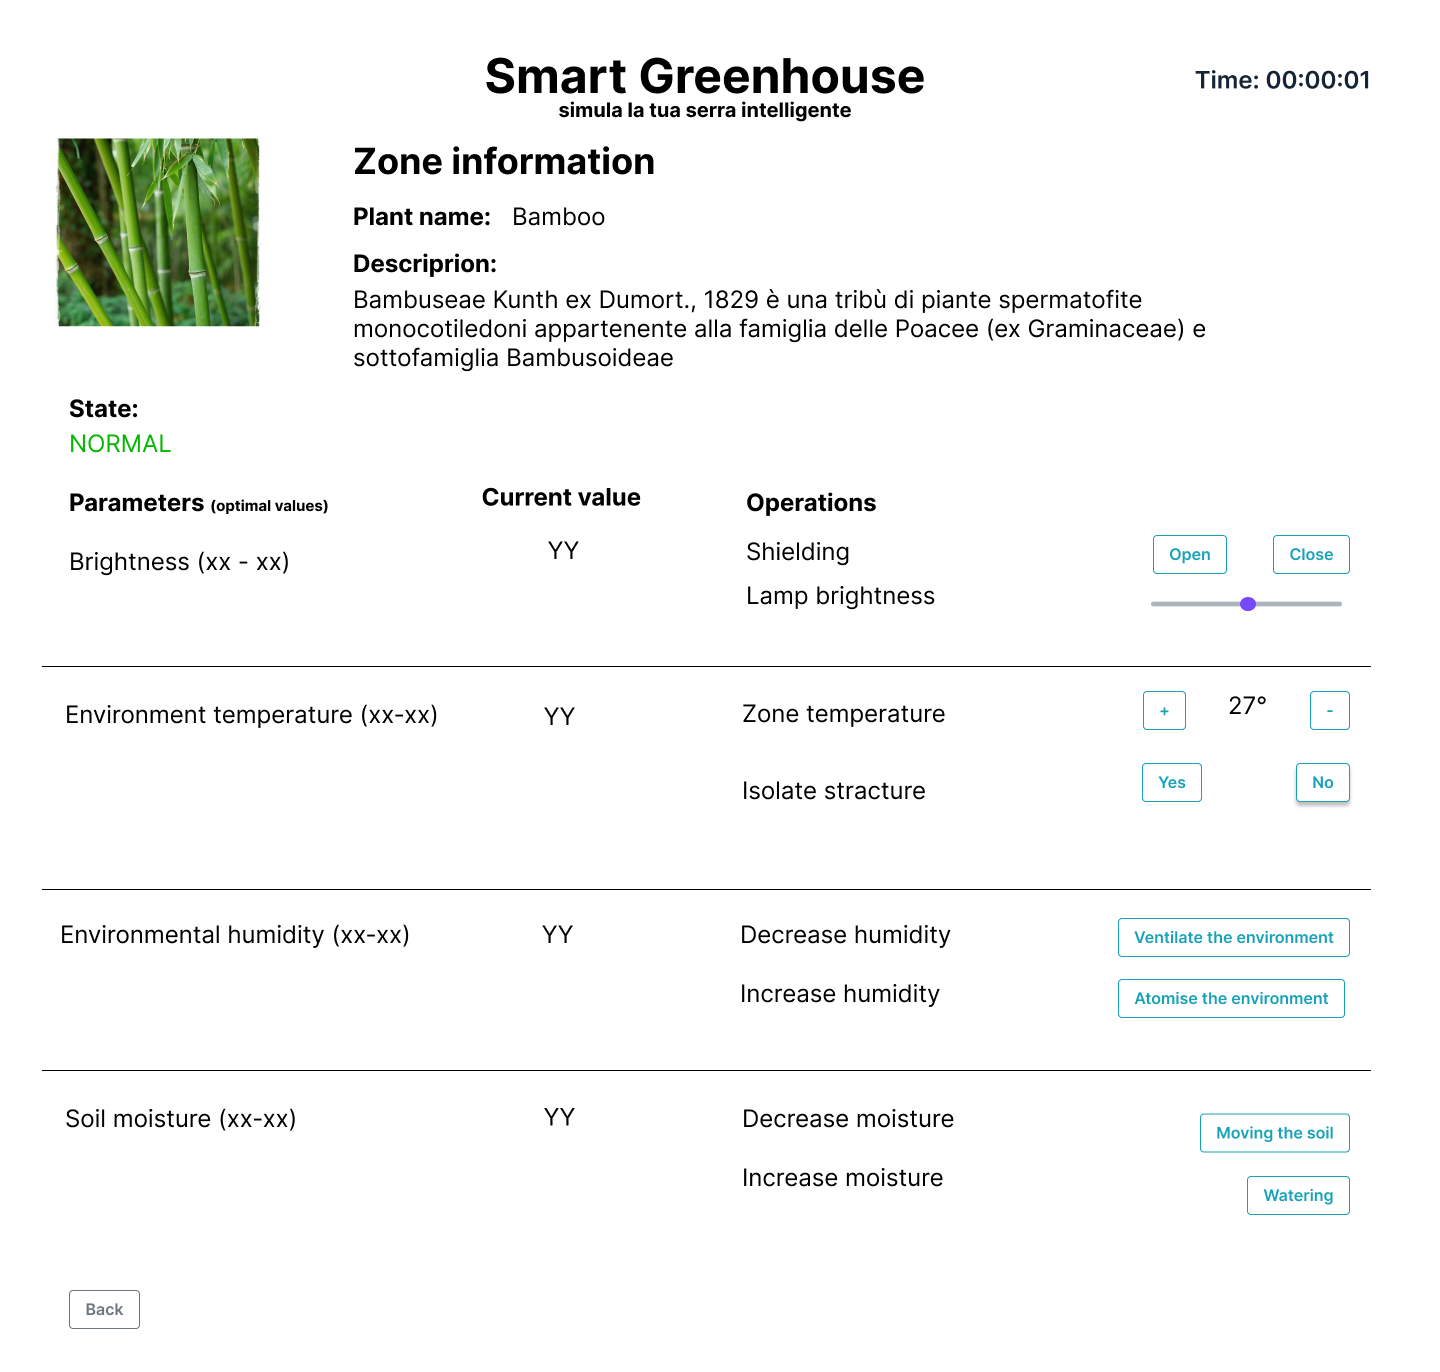 Smart Greenhouse
simula la tua serra intelligente
Time: 00:00:01
Zone information
Plant name: Bamboo
Descriprion:
Bambuseae Kunth ex Dumort., 1829 è una tribù di piante spermatofite
monocotiledoni appartenente alla famiglia delle Poacee (ex Graminaceae) e
sottofamiglia Bambusoideae
State:
NORMAL
Parameters (optimal values) Current value Operations
Brightness (xx - xx) YY Shielding Open Close
Lamp brightness
Environment temperature (xx-xx) YY Zone temperature + 27° -
Isolate stracture Yes No
Environmental humidity (xx-xx) YY Decrease humidity Ventilate the environment
Increase humidity Atomise the environment
Soil moisture (xx-xx) YY Decrease moisture Moving the soil
Increase moisture Watering
Back